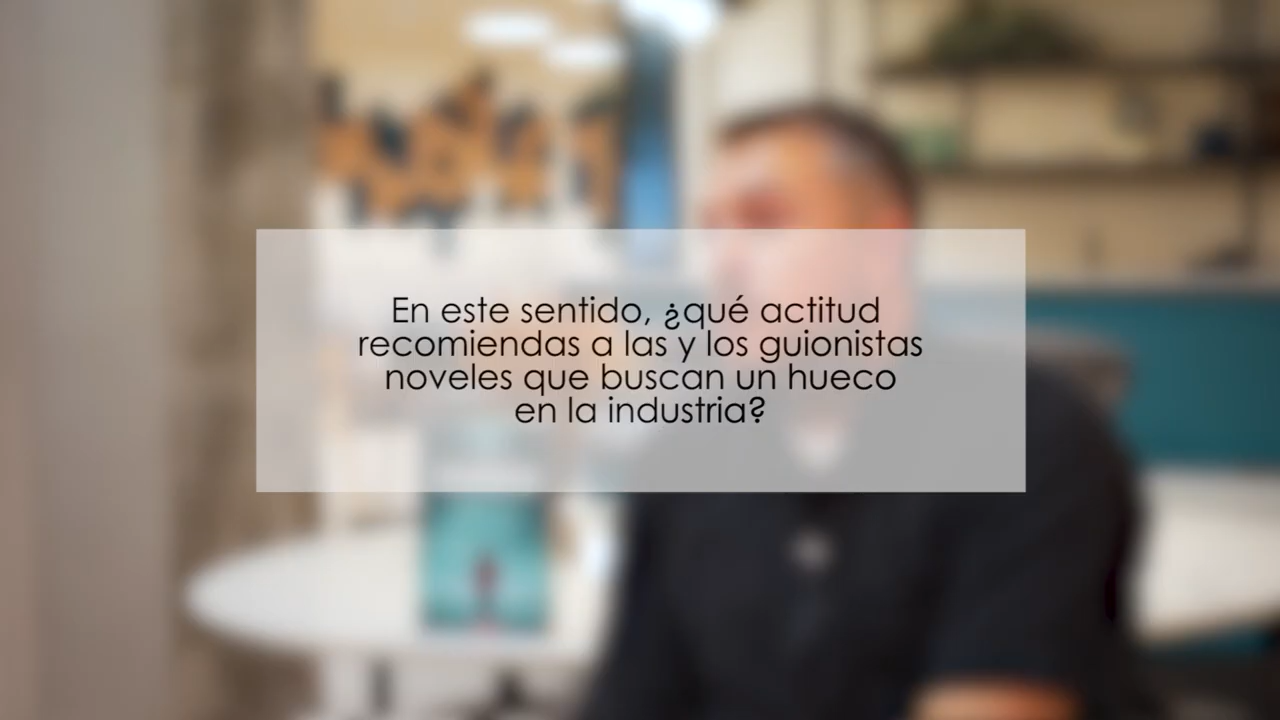 En este sentido, ¿qué actitud
recomiendas a las y los guionistas
noveles que buscan un hueco
en la industria?